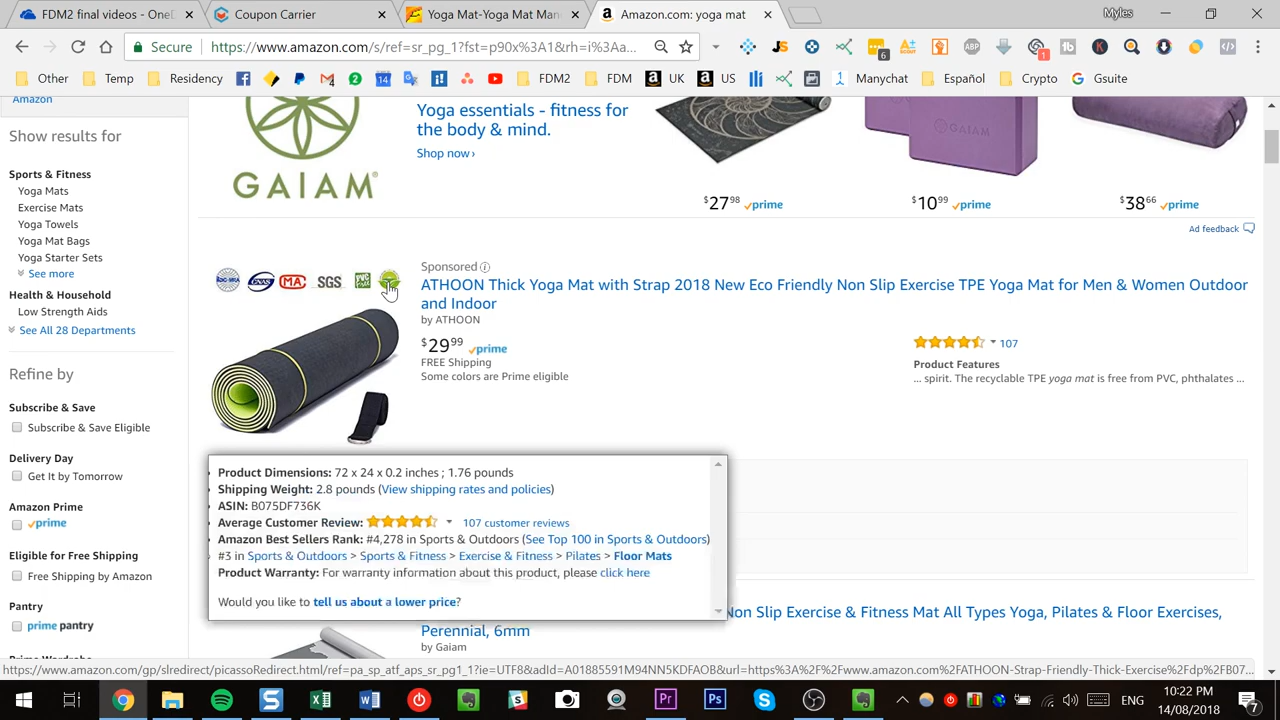 FDM2 final videos - OneD
Coupon Carrier
Yoga Mat-Yoga Mat Man
Amazon.com: yoga mat
Myles
Secure
https://www.amazon.com/s/ref=sr_pg_1?fst=p90x%3A1&rh=i%3Aa...
Other
Temp
Residency
UK
US
FDM2
FDM
Manychat
Español
Crypto
Gsuite
Amazon
Show results for
Sports & Fitness
Yoga Mats
Exercise Mats
Yoga Towels
Yoga Mat Bags
Yoga Starter Sets
See more
Health & Household
Low Strength Aids
See All 28 Departments
Refine by
Subscribe & Save
Subscribe & Save Eligible
Delivery Day
Get It by Tomorrow
Amazon Prime
prime
Eligible for Free Shipping
Free Shipping by Amazon
Pantry
prime pantry
GAIAM
Yoga essentials - fitness for
the body & mind.
Shop now ›
GAIAM
$27 98 prime
$10 99 prime
$38 66 prime
Ad feedback
CNAS
MA
SGS
Sponsored
ATHOON Thick Yoga Mat with Strap 2018 New Eco Friendly Non Slip Exercise TPE Yoga Mat for Men & Women Outdoor
and Indoor
by ATHOON
$29 99 prime
FREE Shipping
Some colors are Prime eligible
107
Product Features
... spirit. The recyclable TPE yoga mat is free from PVC, phthalates ...
Product Dimensions: 72 x 24 x 0.2 inches ; 1.76 pounds
Shipping Weight: 2.8 pounds (View shipping rates and policies)
ASIN: B075DF736K
Average Customer Review: 107 customer reviews
Amazon Best Sellers Rank: #4,278 in Sports & Outdoors (See Top 100 in Sports & Outdoors)
#3 in Sports & Outdoors > Sports & Fitness > Exercise & Fitness > Pilates > Floor Mats
Product Warranty: For warranty information about this product, please click here
Would you like to tell us about a lower price?
Non Slip Exercise & Fitness Mat All Types Yoga, Pilates & Floor Exercises,
Perennial, 6mm
by Gaiam
https://www.amazon.com/gp/slredirect/picassoRedirect.html/ref=pa_sp_atf_aps_sr_pg1_1?ie=UTF8&adId=A01885591M94NN5KDFAOB&url=https%3A%2F%2Fwww.amazon.com%2FATHOON-Strap-Friendly-Thick-Exercise%2Fdp%2FB07...
ENG
10:22 PM
14/08/2018
7